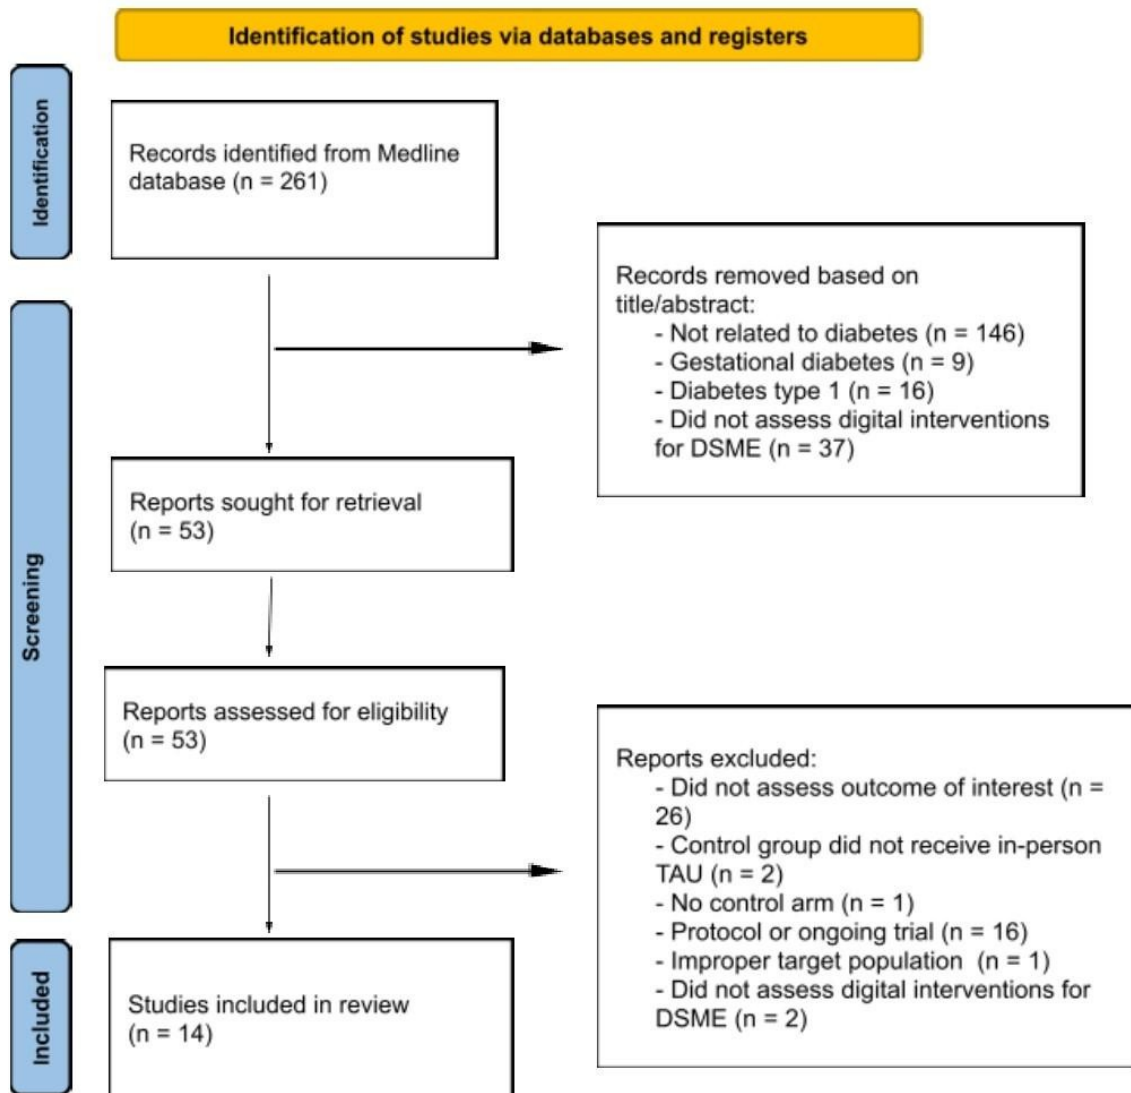 Identification of studies via databases and registers
Identification
Records identified from Medline
database (n = 261)
Records removed based on
title/abstract:
- Not related to diabetes (n = 146)
- Gestational diabetes (n = 9)
- Diabetes type 1 (n = 16)
- Did not assess digital interventions
for DSME (n = 37)
Screening
Reports sought for retrieval
(n = 53)
Reports assessed for eligibility
(n = 53)
Reports excluded:
- Did not assess outcome of interest (n =
26)
- Control group did not receive in-person
TAU (n = 2)
- No control arm (n = 1)
- Protocol or ongoing trial (n = 16)
- Improper target population (n = 1)
- Did not assess digital interventions for
DSME (n = 2)
Included
Studies included in review
(n = 14)